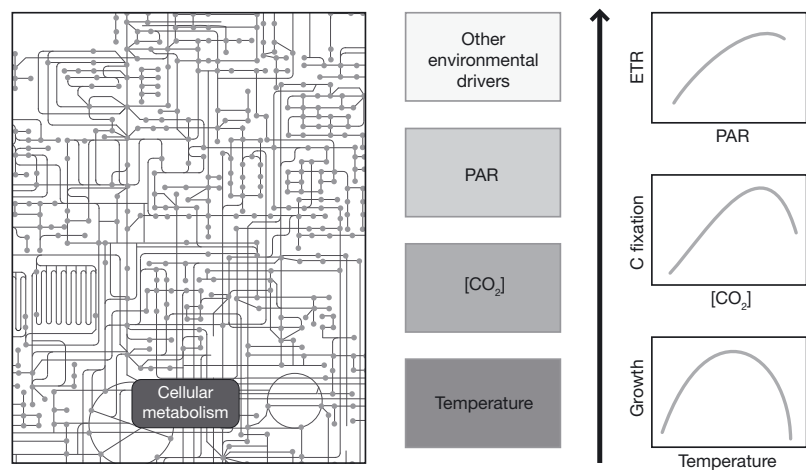 Cellular
metabolism
Other
environmental
drivers
PAR
[CO₂]
Temperature
ETR
PAR
C fixation
[CO₂]
Growth
Temperature